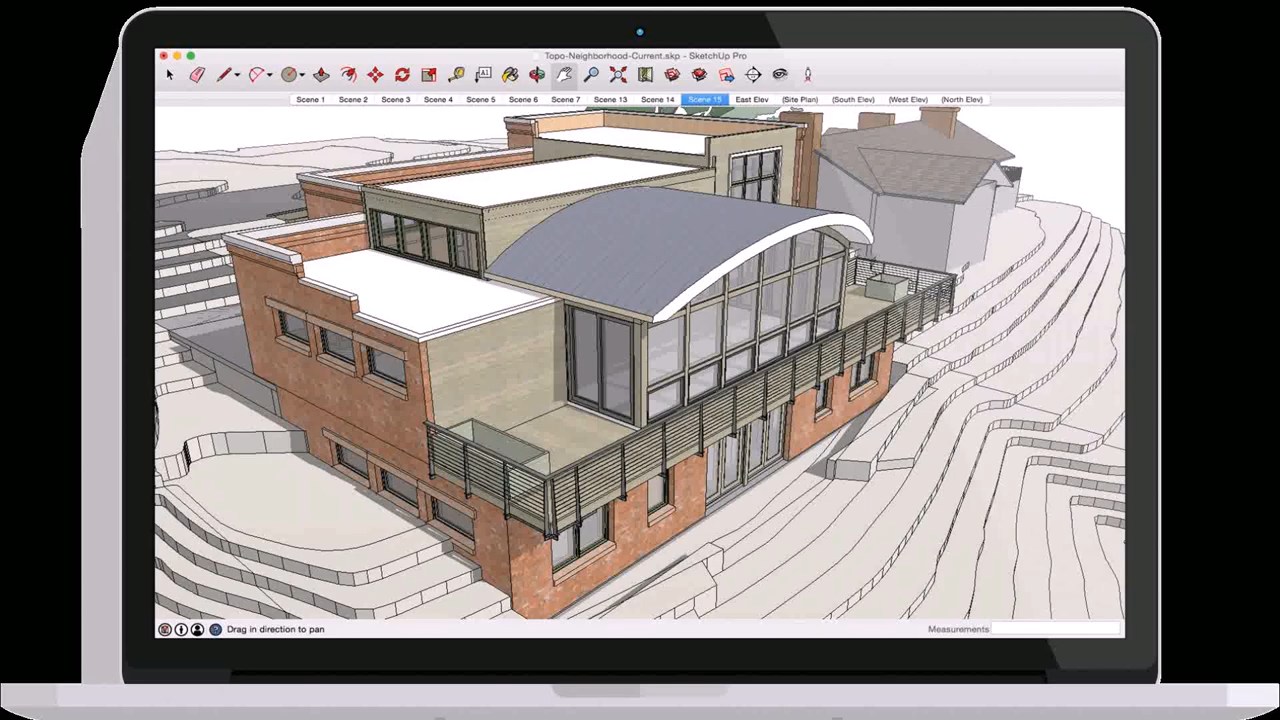 Topo-Neighborhood-Current.skp - SketchUp Pro
A1
Scene 1 Scene 2 Scene 3 Scene 4 Scene 5 Scene 6 Scene 7 Scene 13 Scene 14 Scene 15 East Elev (Site Plan) (South Elev) (West Elev) (North Elev)
Drag in direction to pan
Measurements